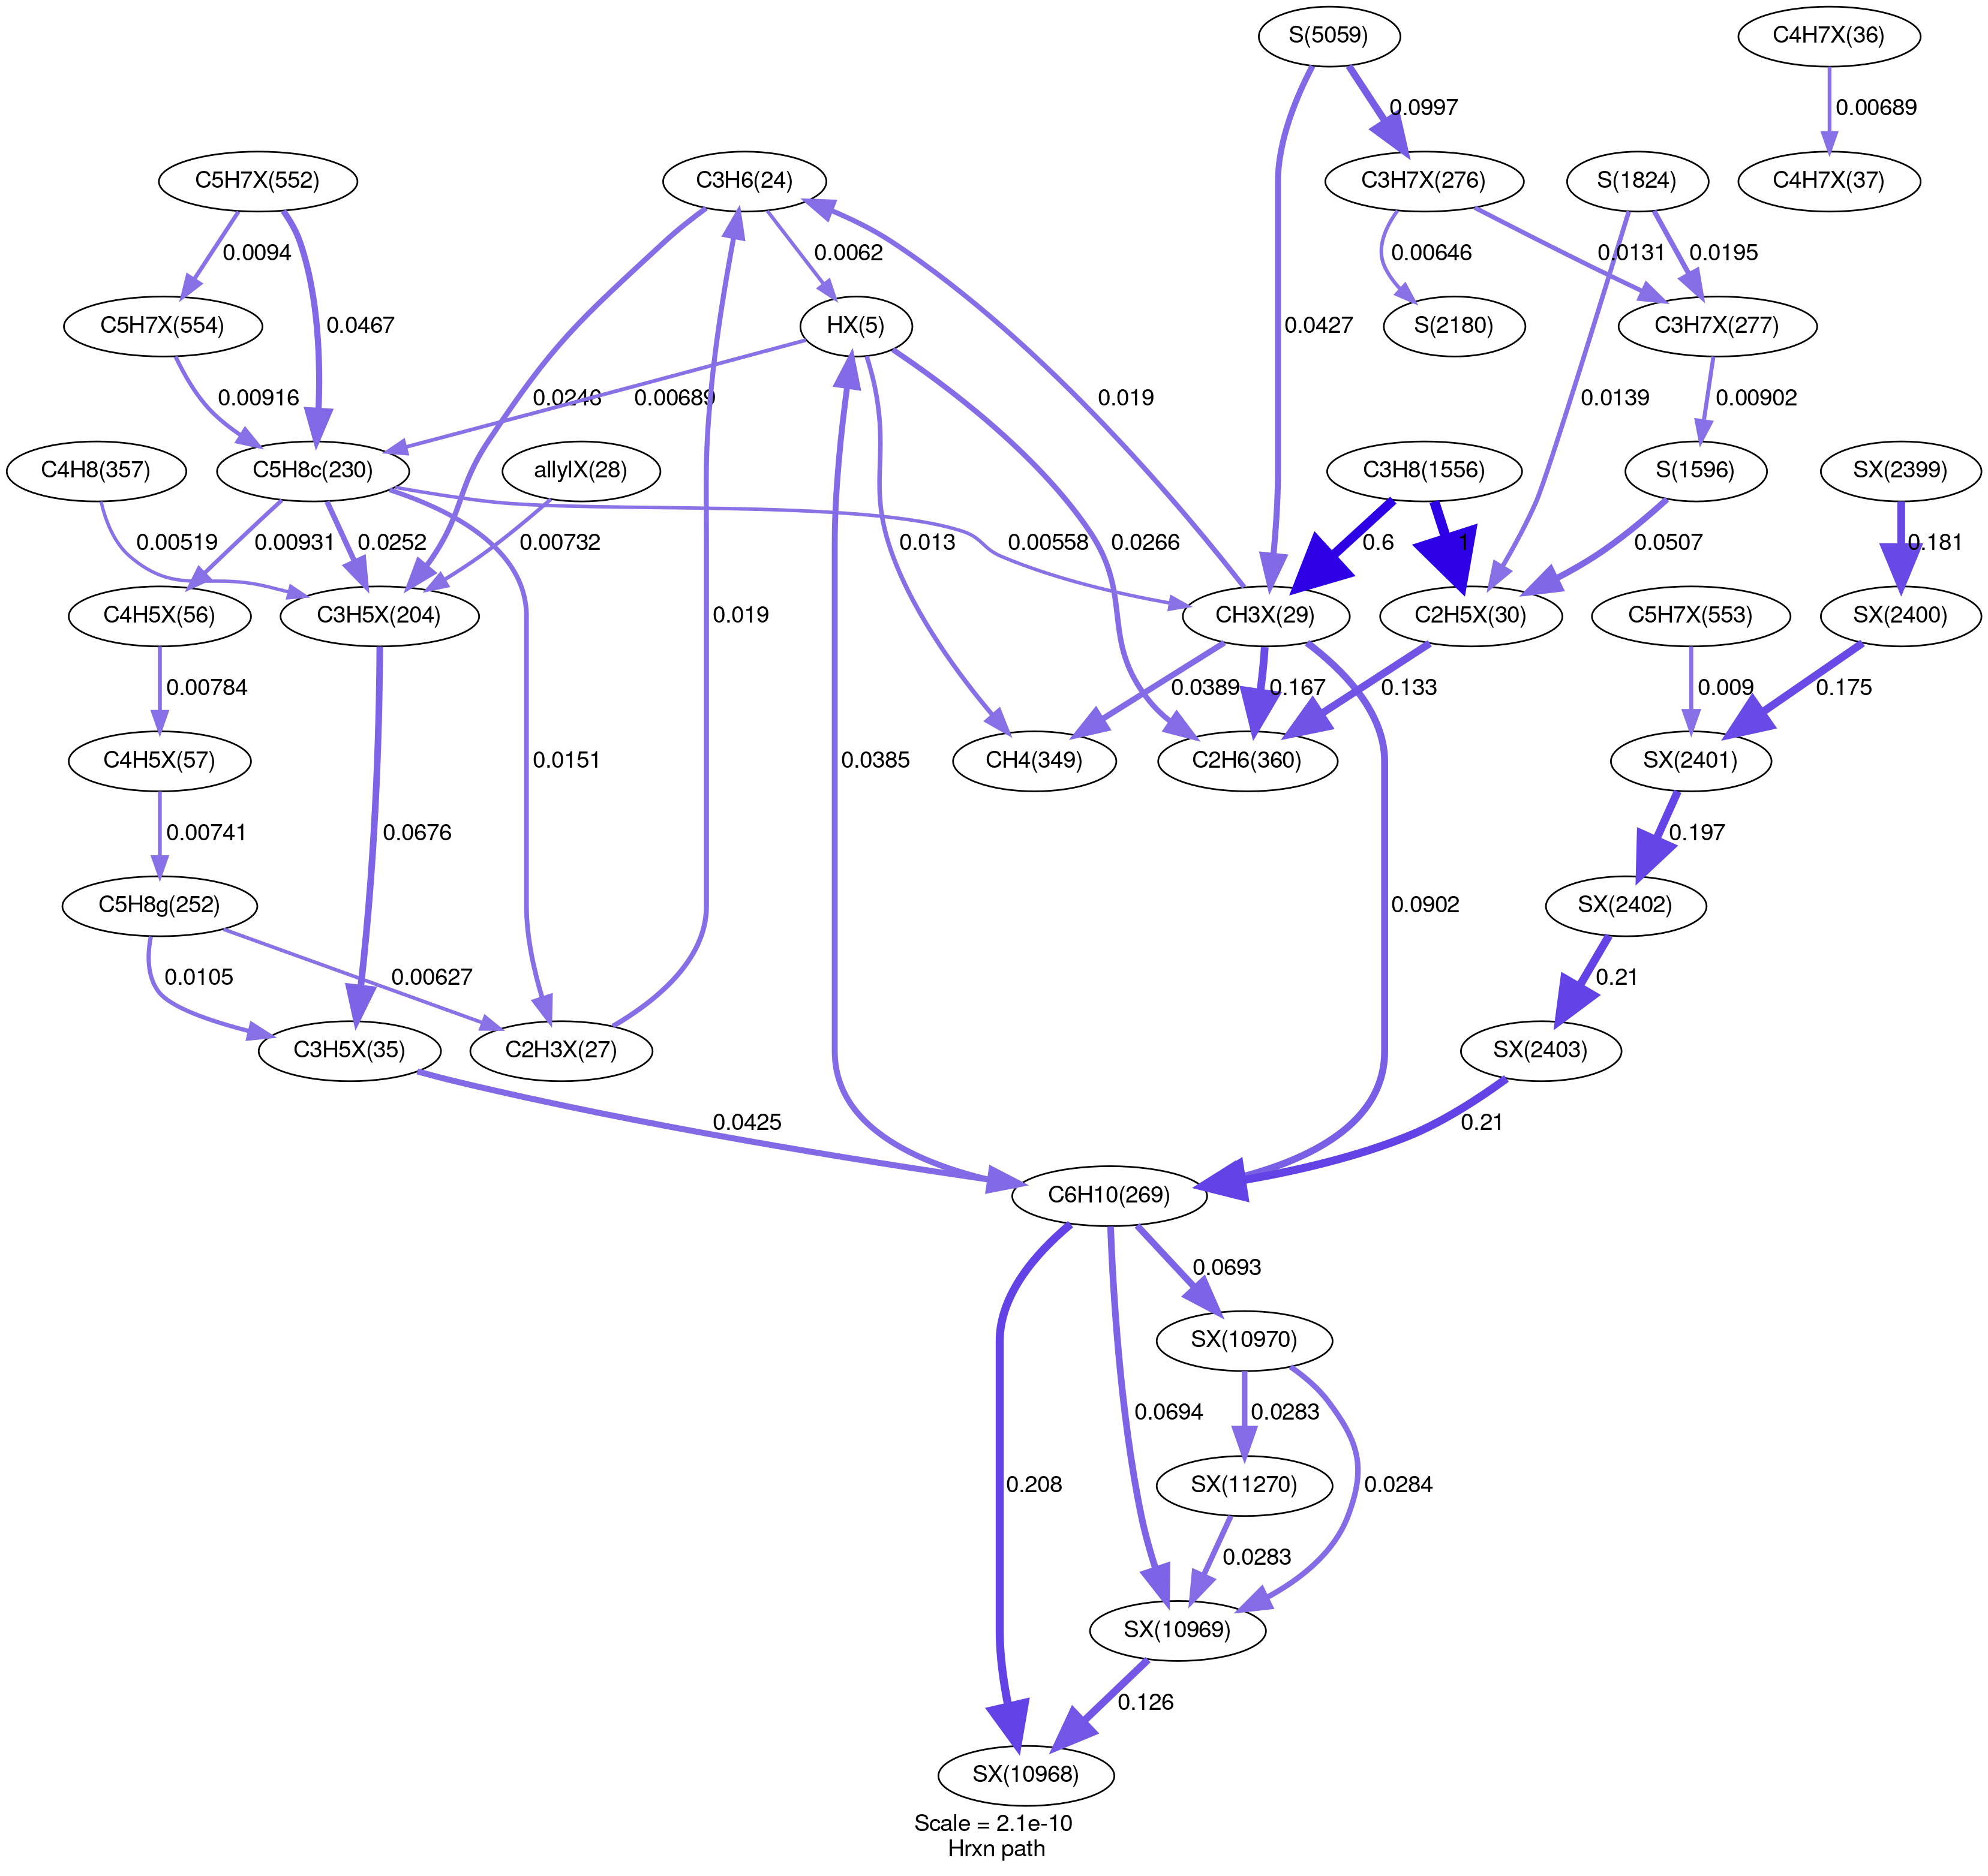 S(5059)
C4H7X(36)
0.0997
0.00689
C5H7X(552)
C3H6(24)
C3H7X(276)
S(1824)
C4H7X(37)
0.0094
0.0062
0.00646
0.0131
0.0195
C5H7X(554)
HX(5)
S(2180)
C3H7X(277)
0.0467
0.0427
0.00916
0.0246
0.00689
0.019
0.0139
0.00902
C4H8(357)
C5H8c(230)
allylX(28)
C3H8(1556)
S(1596)
SX(2399)
0.00519
0.00931
0.0252
0.00732
0.013
0.0266
0.00558
0.6
1
0.0507
0.181
C4H5X(56)
C3H5X(204)
CH3X(29)
C2H5X(30)
C5H7X(553)
SX(2400)
0.019
0.00784
0.0389
0.167
0.133
0.009
0.175
C4H5X(57)
0.0151
0.0385
CH4(349)
C2H6(360)
SX(2401)
0.00741
0.0676
0.197
C5H8g(252)
0.0902
SX(2402)
0.0105
0.00627
0.21
C3H5X(35)
C2H3X(27)
SX(2403)
0.0425
0.21
C6H10(269)
0.0693
SX(10970)
0.0694
0.0283
0.208
SX(11270)
0.0284
0.0283
SX(10969)
0.126
SX(10968)
Scale = 2.1e-10
Hrxn path